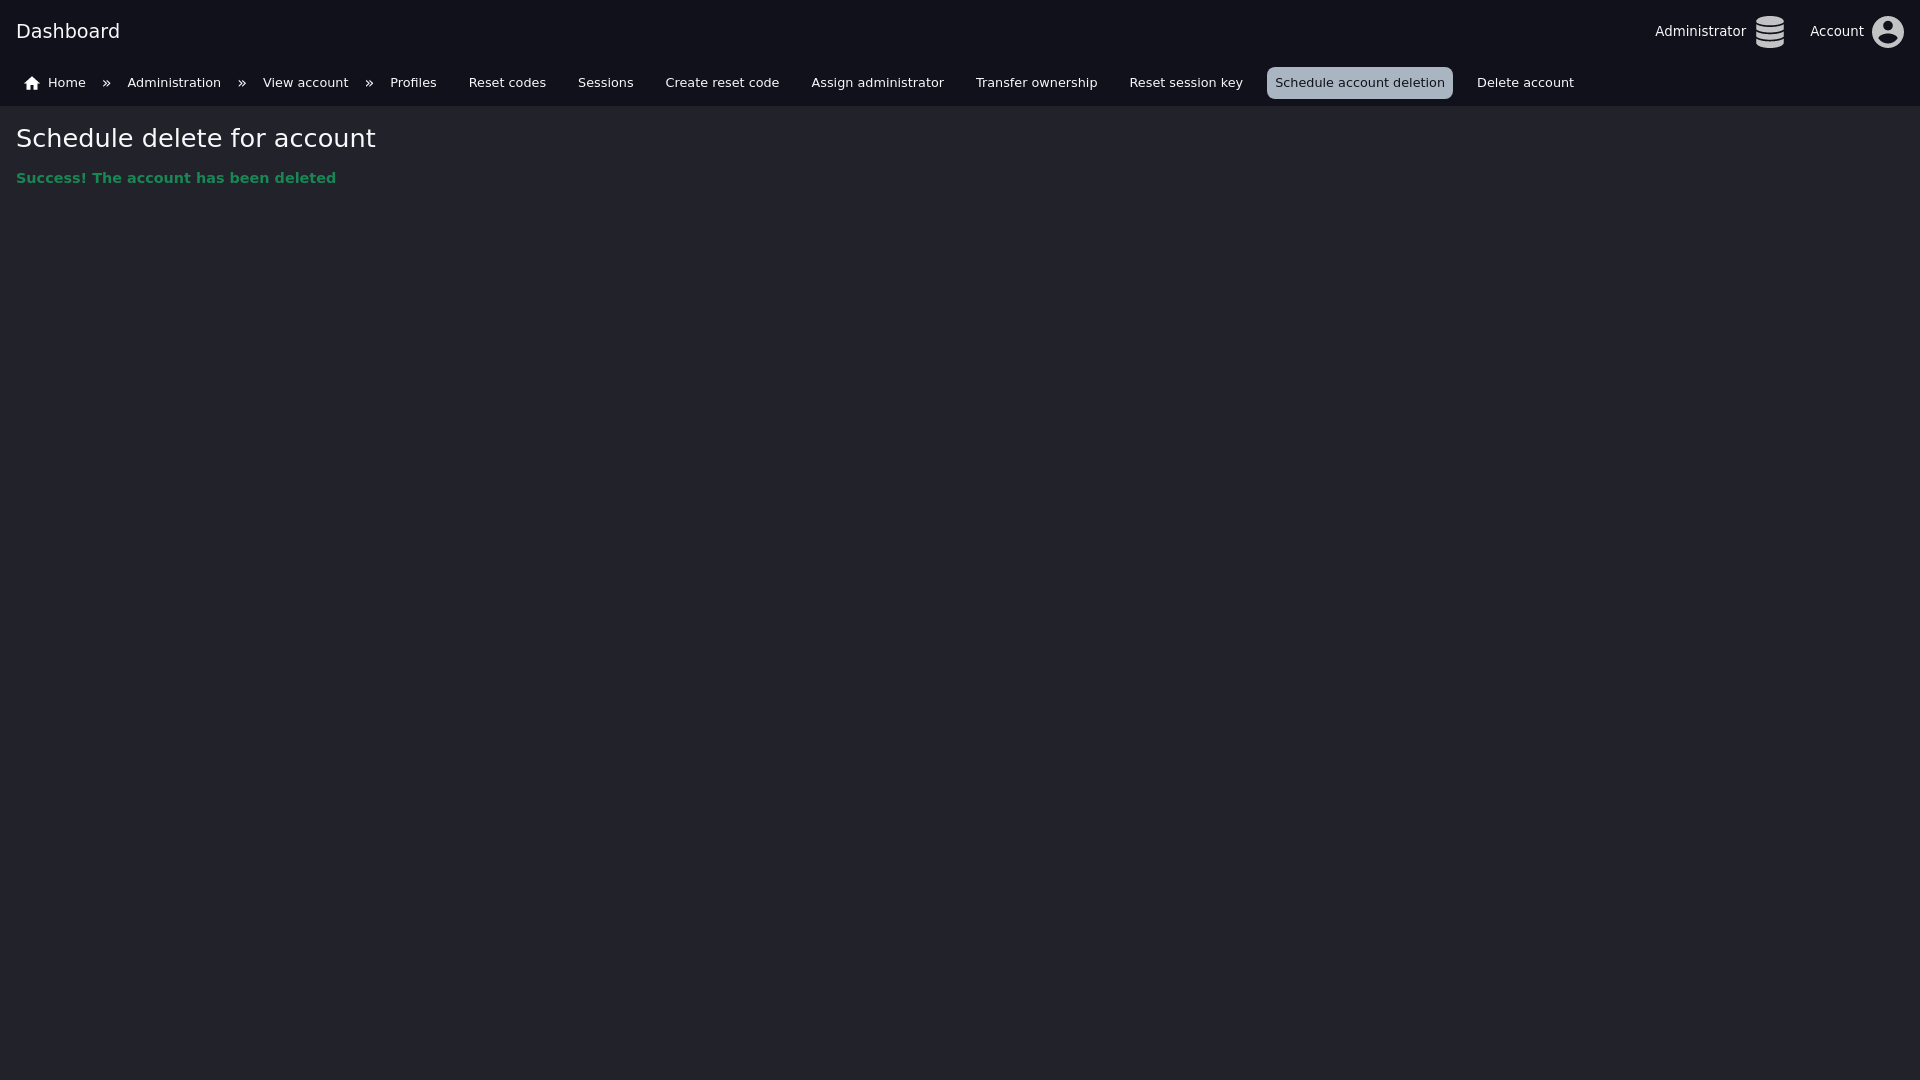 Dashboard
Administrator
Account
Home » Administration » View account » Profiles Reset codes Sessions Create reset code Assign administrator Transfer ownership Reset session key Schedule account deletion Delete account
Schedule delete for account
Success! The account has been deleted